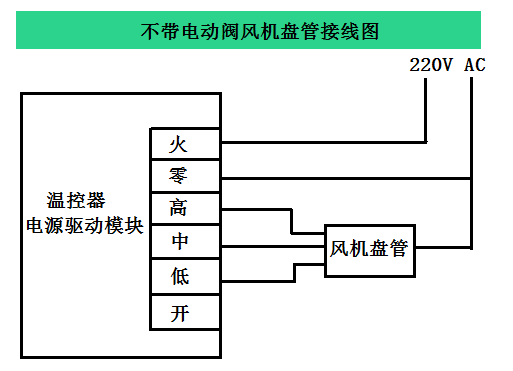 不带电动阀风机盘管接线图
220V AC
火
零
高
中
低
开
温控器
电源驱动模块
风机盘管